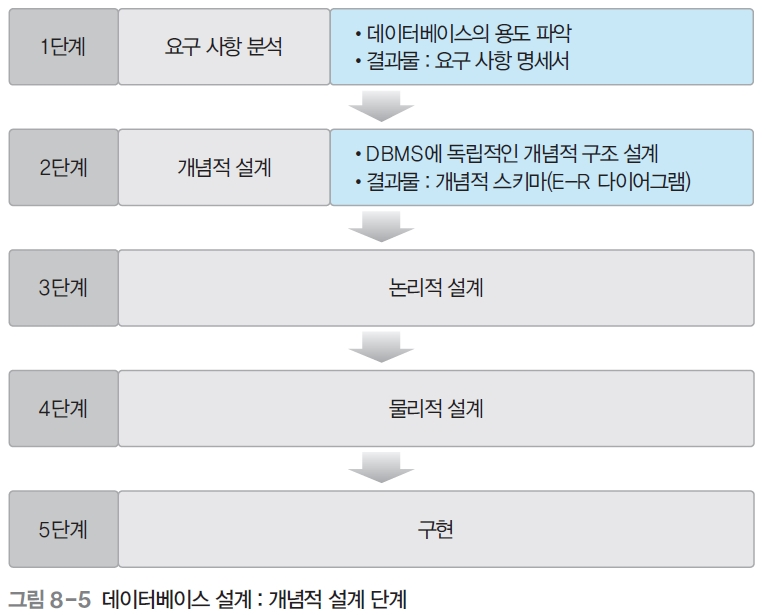 1단계
요구 사항 분석
• 데이터베이스의 용도 파악
• 결과물 : 요구 사항 명세서
2단계
개념적 설계
• DBMS에 독립적인 개념적 구조 설계
• 결과물 : 개념적 스키마(E-R 다이어그램)
3단계
논리적 설계
4단계
물리적 설계
5단계
구현
그림 8-5 데이터베이스 설계 : 개념적 설계 단계